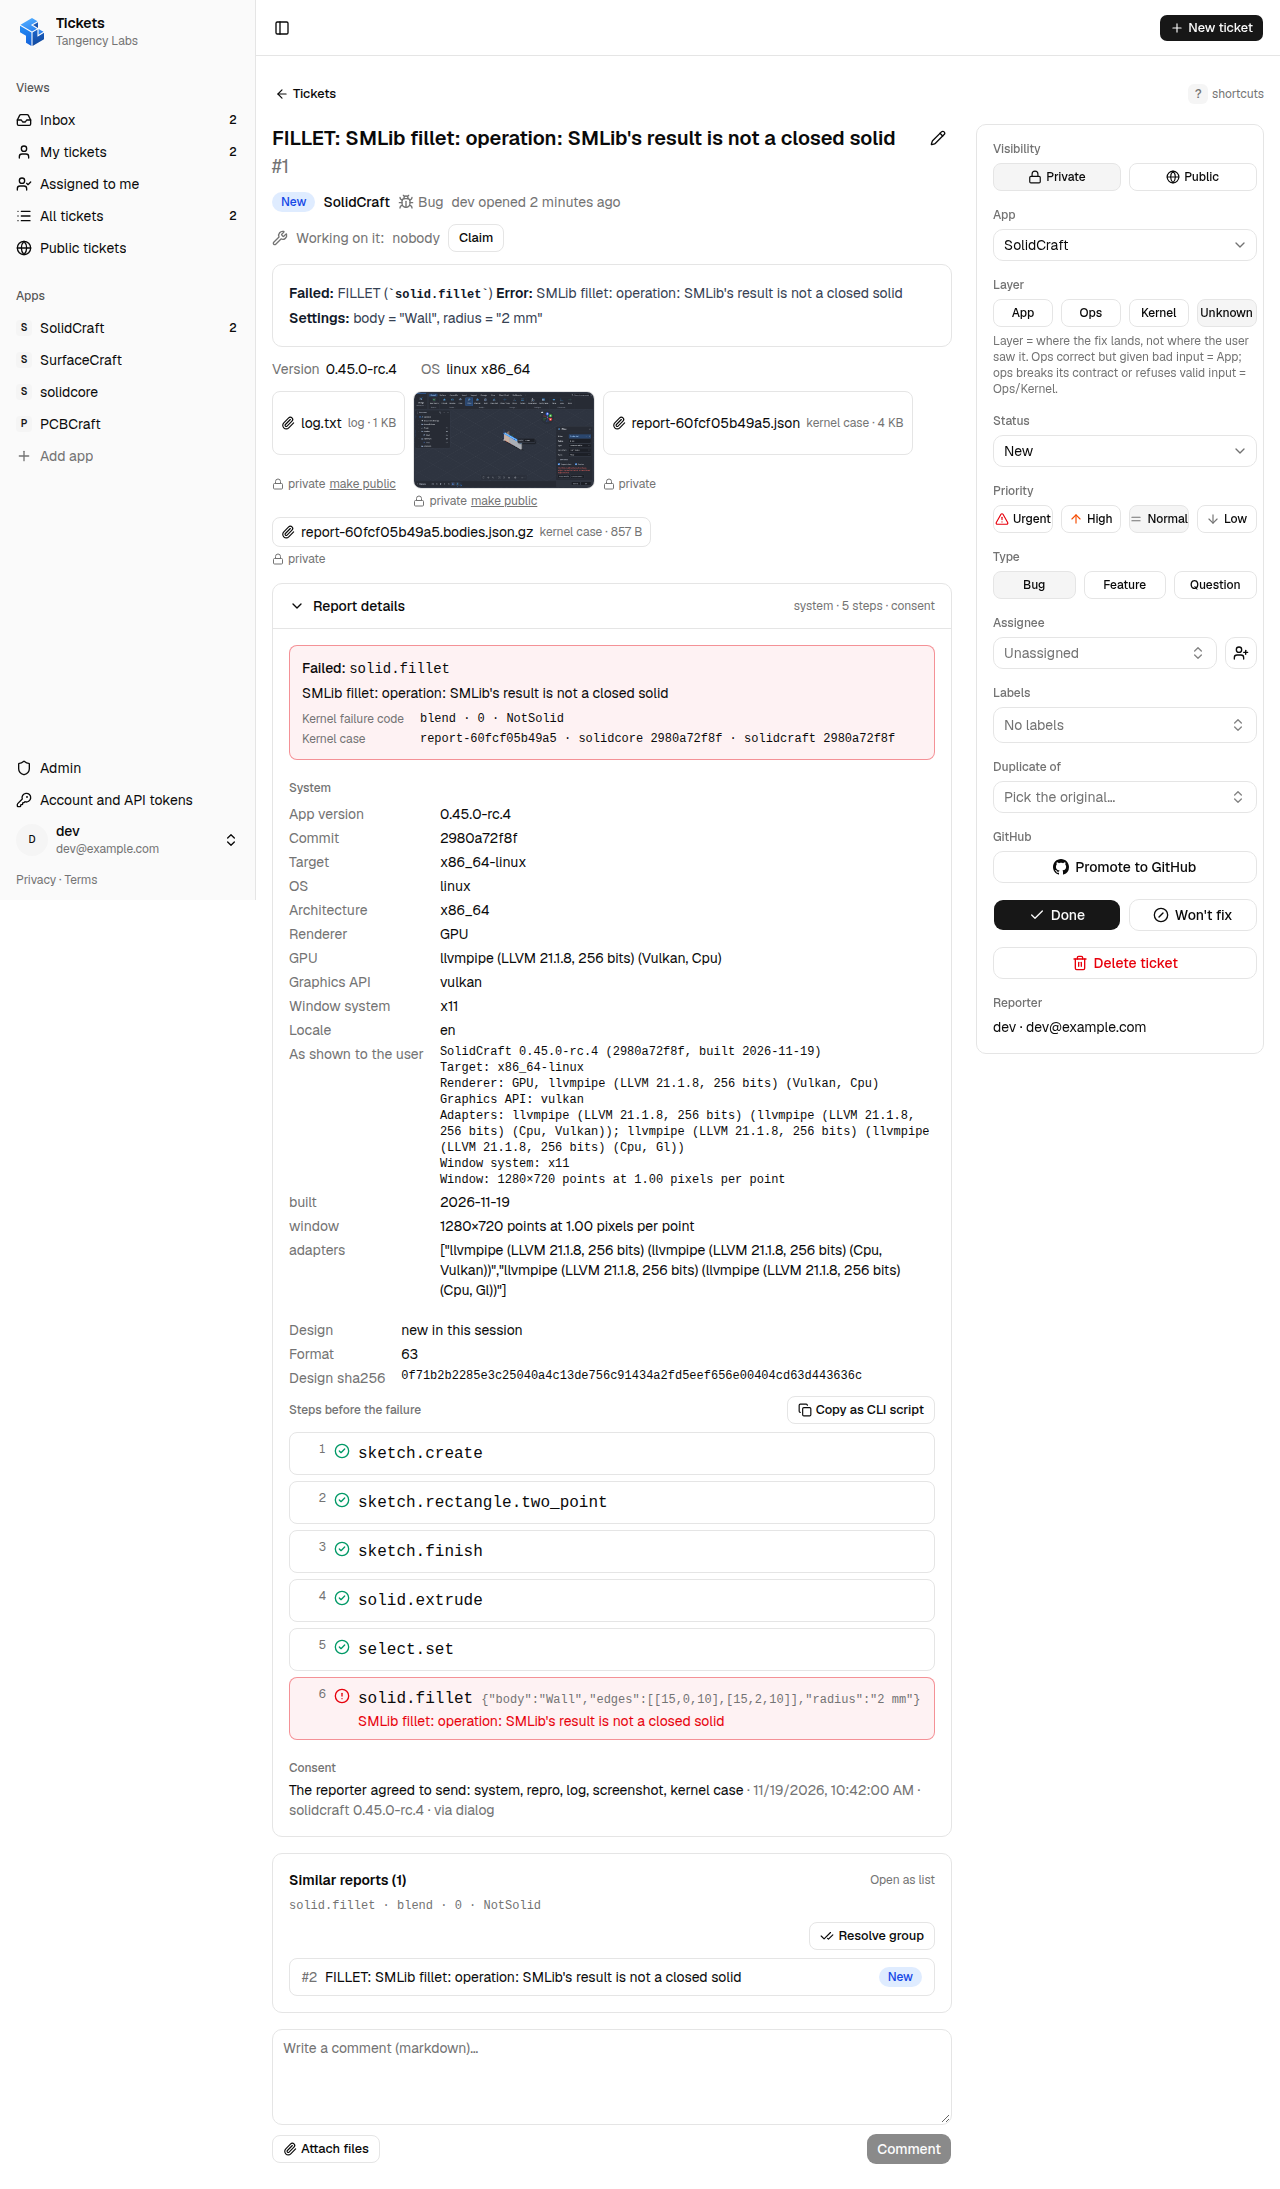 Tickets
Tangency Labs
Views
Inbox 2
My tickets 2
Assigned to me
All tickets 2
Public tickets
Apps
S SolidCraft 2
S SurfaceCraft
S solidcore
P PCBCraft
Add app
Admin
Account and API tokens
D dev
dev@example.com
Privacy · Terms
New ticket
Tickets
? shortcuts
FILLET: SMLib fillet: operation: SMLib's result is not a closed solid
#1
New SolidCraft Bug dev opened 2 minutes ago
Working on it: nobody Claim
Failed: FILLET (`solid.fillet`) Error: SMLib fillet: operation: SMLib's result is not a closed solid
Settings: body = "Wall", radius = "2 mm"
Version 0.45.0-rc.4 OS linux x86_64
log.txt log · 1 KB
private make public
private make public
report-60fcf05b49a5.json kernel case · 4 KB
private
report-60fcf05b49a5.bodies.json.gz kernel case · 857 B
private
Report details system · 5 steps · consent
Failed: solid.fillet
SMLib fillet: operation: SMLib's result is not a closed solid
Kernel failure code blend · 0 · NotSolid
Kernel case report-60fcf05b49a5 · solidcore 2980a72f8f · solidcraft 2980a72f8f
System
App version 0.45.0-rc.4
Commit 2980a72f8f
Target x86_64-linux
OS linux
Architecture x86_64
Renderer GPU
GPU llvmpipe (LLVM 21.1.8, 256 bits) (Vulkan, Cpu)
Graphics API vulkan
Window system x11
Locale en
As shown to the user SolidCraft 0.45.0-rc.4 (2980a72f8f, built 2026-11-19)
Target: x86_64-linux
Renderer: GPU, llvmpipe (LLVM 21.1.8, 256 bits) (Vulkan, Cpu)
Graphics API: vulkan
Adapters: llvmpipe (LLVM 21.1.8, 256 bits) (llvmpipe (LLVM 21.1.8,
256 bits) (Cpu, Vulkan)); llvmpipe (LLVM 21.1.8, 256 bits) (llvmpipe
(LLVM 21.1.8, 256 bits) (Cpu, Gl))
Window system: x11
Window: 1280×720 points at 1.00 pixels per point
built 2026-11-19
window 1280×720 points at 1.00 pixels per point
adapters ["llvmpipe (LLVM 21.1.8, 256 bits) (llvmpipe (LLVM 21.1.8, 256 bits) (Cpu,
Vulkan))","llvmpipe (LLVM 21.1.8, 256 bits) (llvmpipe (LLVM 21.1.8, 256 bits)
(Cpu, Gl))"]
Design new in this session
Format 63
Design sha256 0f71b2b2285e3c25040a4c13de756c91434a2fd5eef656e00404cd63d443636c
Steps before the failure Copy as CLI script
1 sketch.create
2 sketch.rectangle.two_point
3 sketch.finish
4 solid.extrude
5 select.set
6 solid.fillet {"body":"Wall","edges":[[15,0,10],[15,2,10]],"radius":"2 mm"}
SMLib fillet: operation: SMLib's result is not a closed solid
Consent
The reporter agreed to send: system, repro, log, screenshot, kernel case · 11/19/2026, 10:42:00 AM ·
solidcraft 0.45.0-rc.4 · via dialog
Similar reports (1) Open as list
solid.fillet · blend · 0 · NotSolid
Resolve group
#2 FILLET: SMLib fillet: operation: SMLib's result is not a closed solid New
Write a comment (markdown)…
Attach files Comment
Visibility
Private Public
App
SolidCraft
Layer
App Ops Kernel Unknown
Layer = where the fix lands, not where the user
saw it. Ops correct but given bad input = App;
ops breaks its contract or refuses valid input =
Ops/Kernel.
Status
New
Priority
Urgent High Normal Low
Type
Bug Feature Question
Assignee
Unassigned
Labels
No labels
Duplicate of
Pick the original…
GitHub
Promote to GitHub
Done Won't fix
Delete ticket
Reporter
dev · dev@example.com